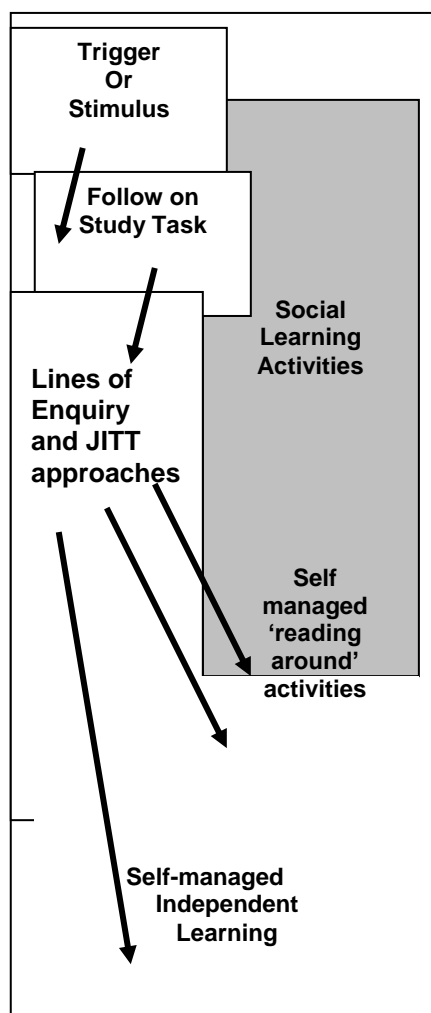 Trigger
Or
Stimulus
Follow on
Study Task
Social
Learning
Activities
Lines of
Enquiry
and JITT
approaches
Self
managed
‘reading
around’
activities
Self-managed
Independent
Learning